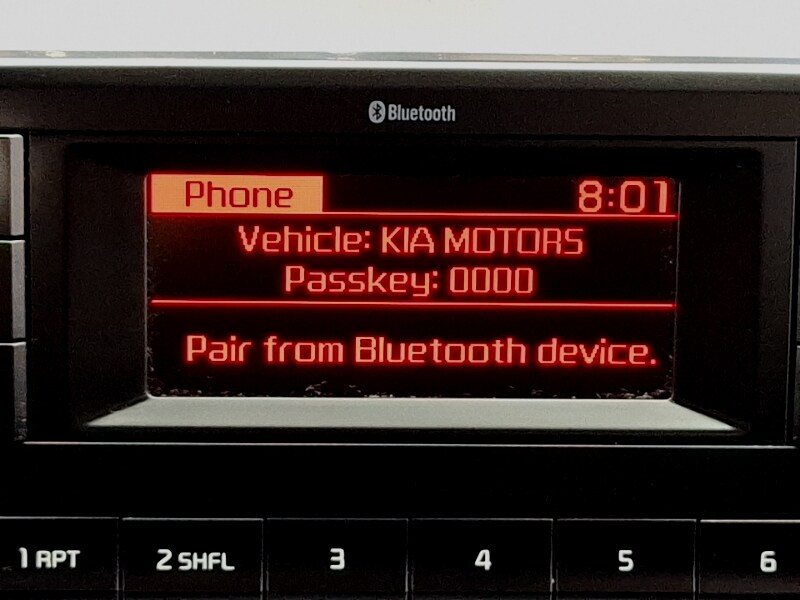 Bluetooth
Phone 8:01
Vehicle: KIA MOTORS
Passkey: 0000
Pair from Bluetooth device.
1 RPT 2 SHFL 3 4 5 6